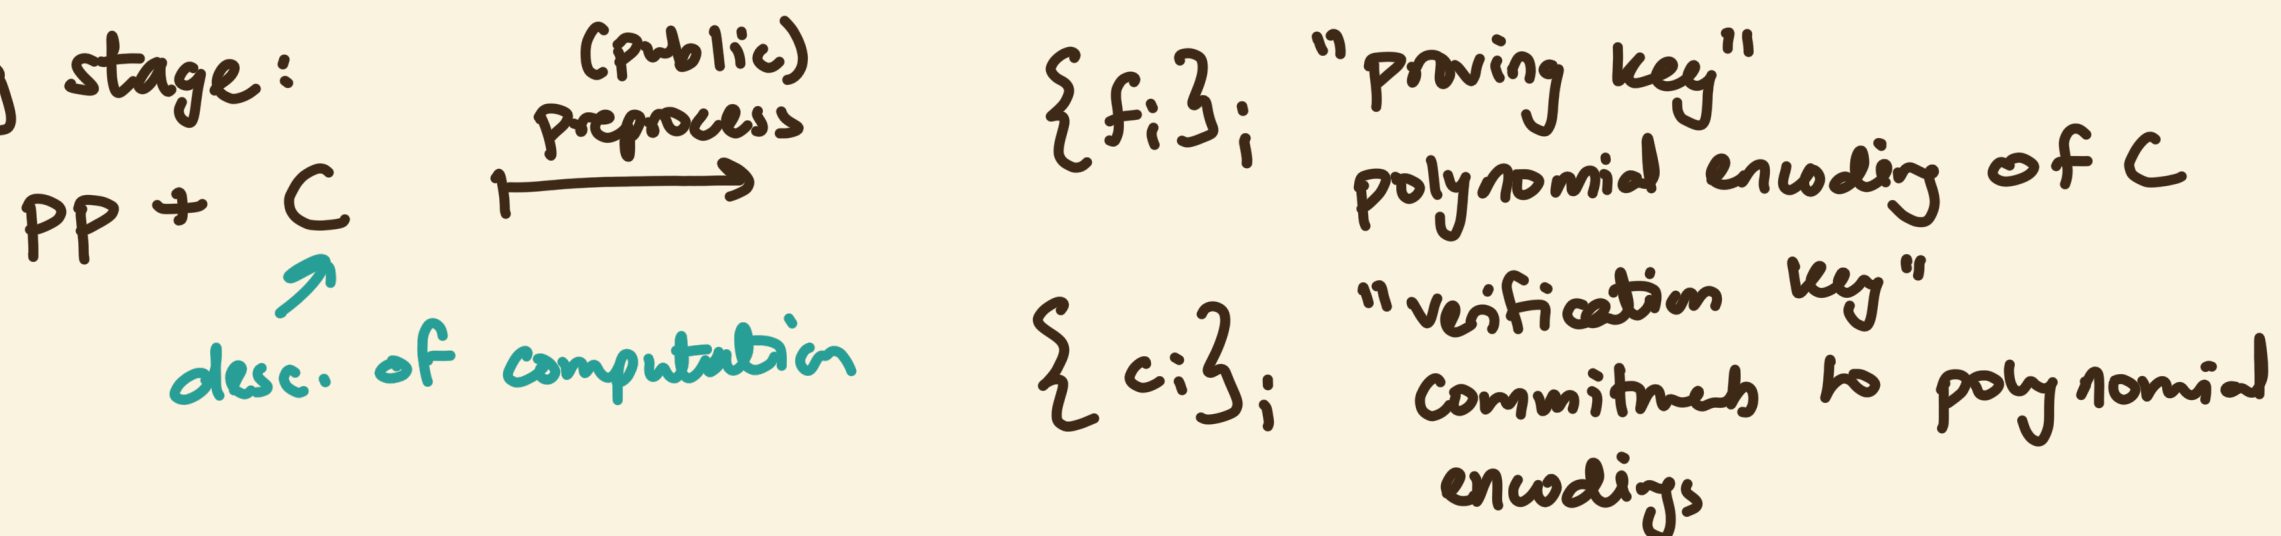 stage:
(public)
preprocess
pp + C
desc. of computation
{fi}i "proving key"
polynomial encoding of C
{ci}i "verification key"
commitments to polynomial
encodings